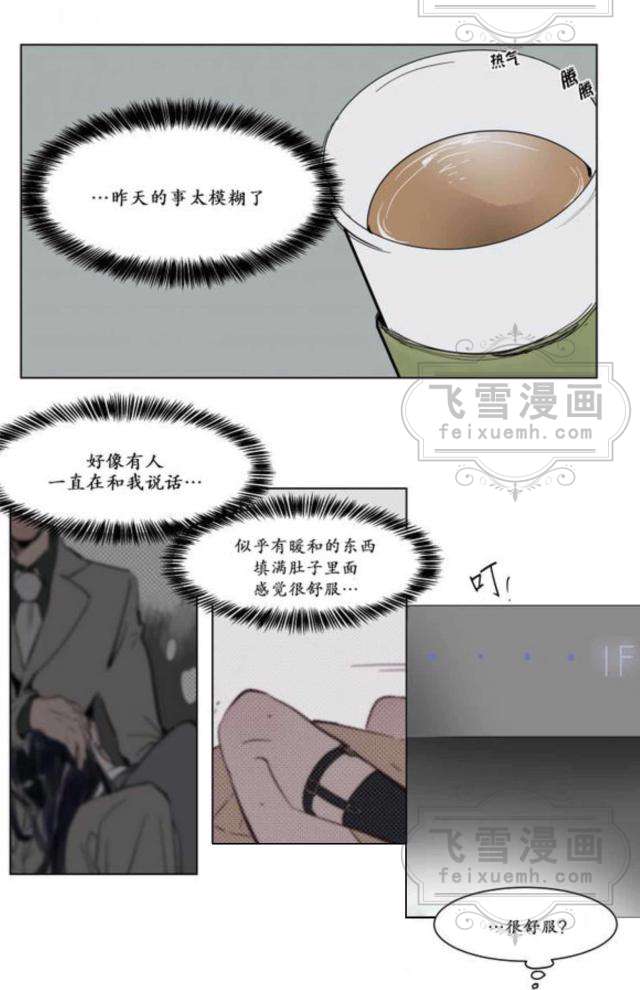 热气
腾
腾
…昨天的事太模糊了
飞雪漫画
feixuemh.com
好像有人
一直在和我说话…
似乎有暖和的东西
填满肚子里面
感觉很舒服…
叮!
1F
飞雪漫画
feixuemh.com
…很舒服?